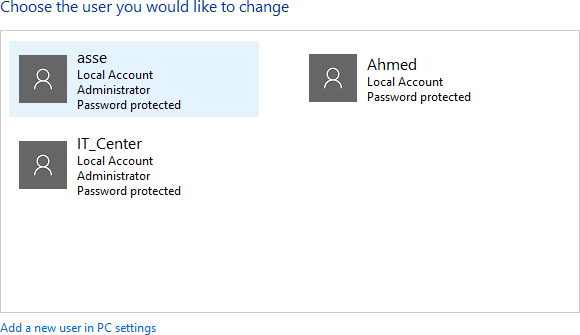 Choose the user you would like to change
asse
Local Account
Administrator
Password protected
Ahmed
Local Account
Password protected
IT_Center
Local Account
Administrator
Password protected
Add a new user in PC settings